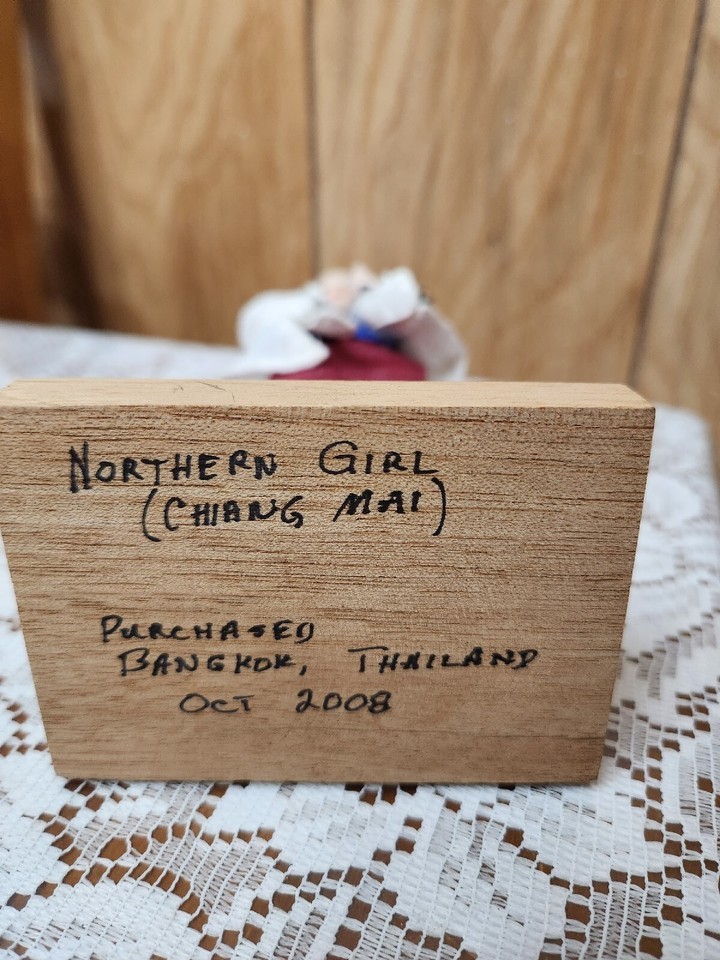 NORTHERN GIRL
(CHIANG MAI)
PURCHASED
BANGKOK, THAILAND
OCT 2008